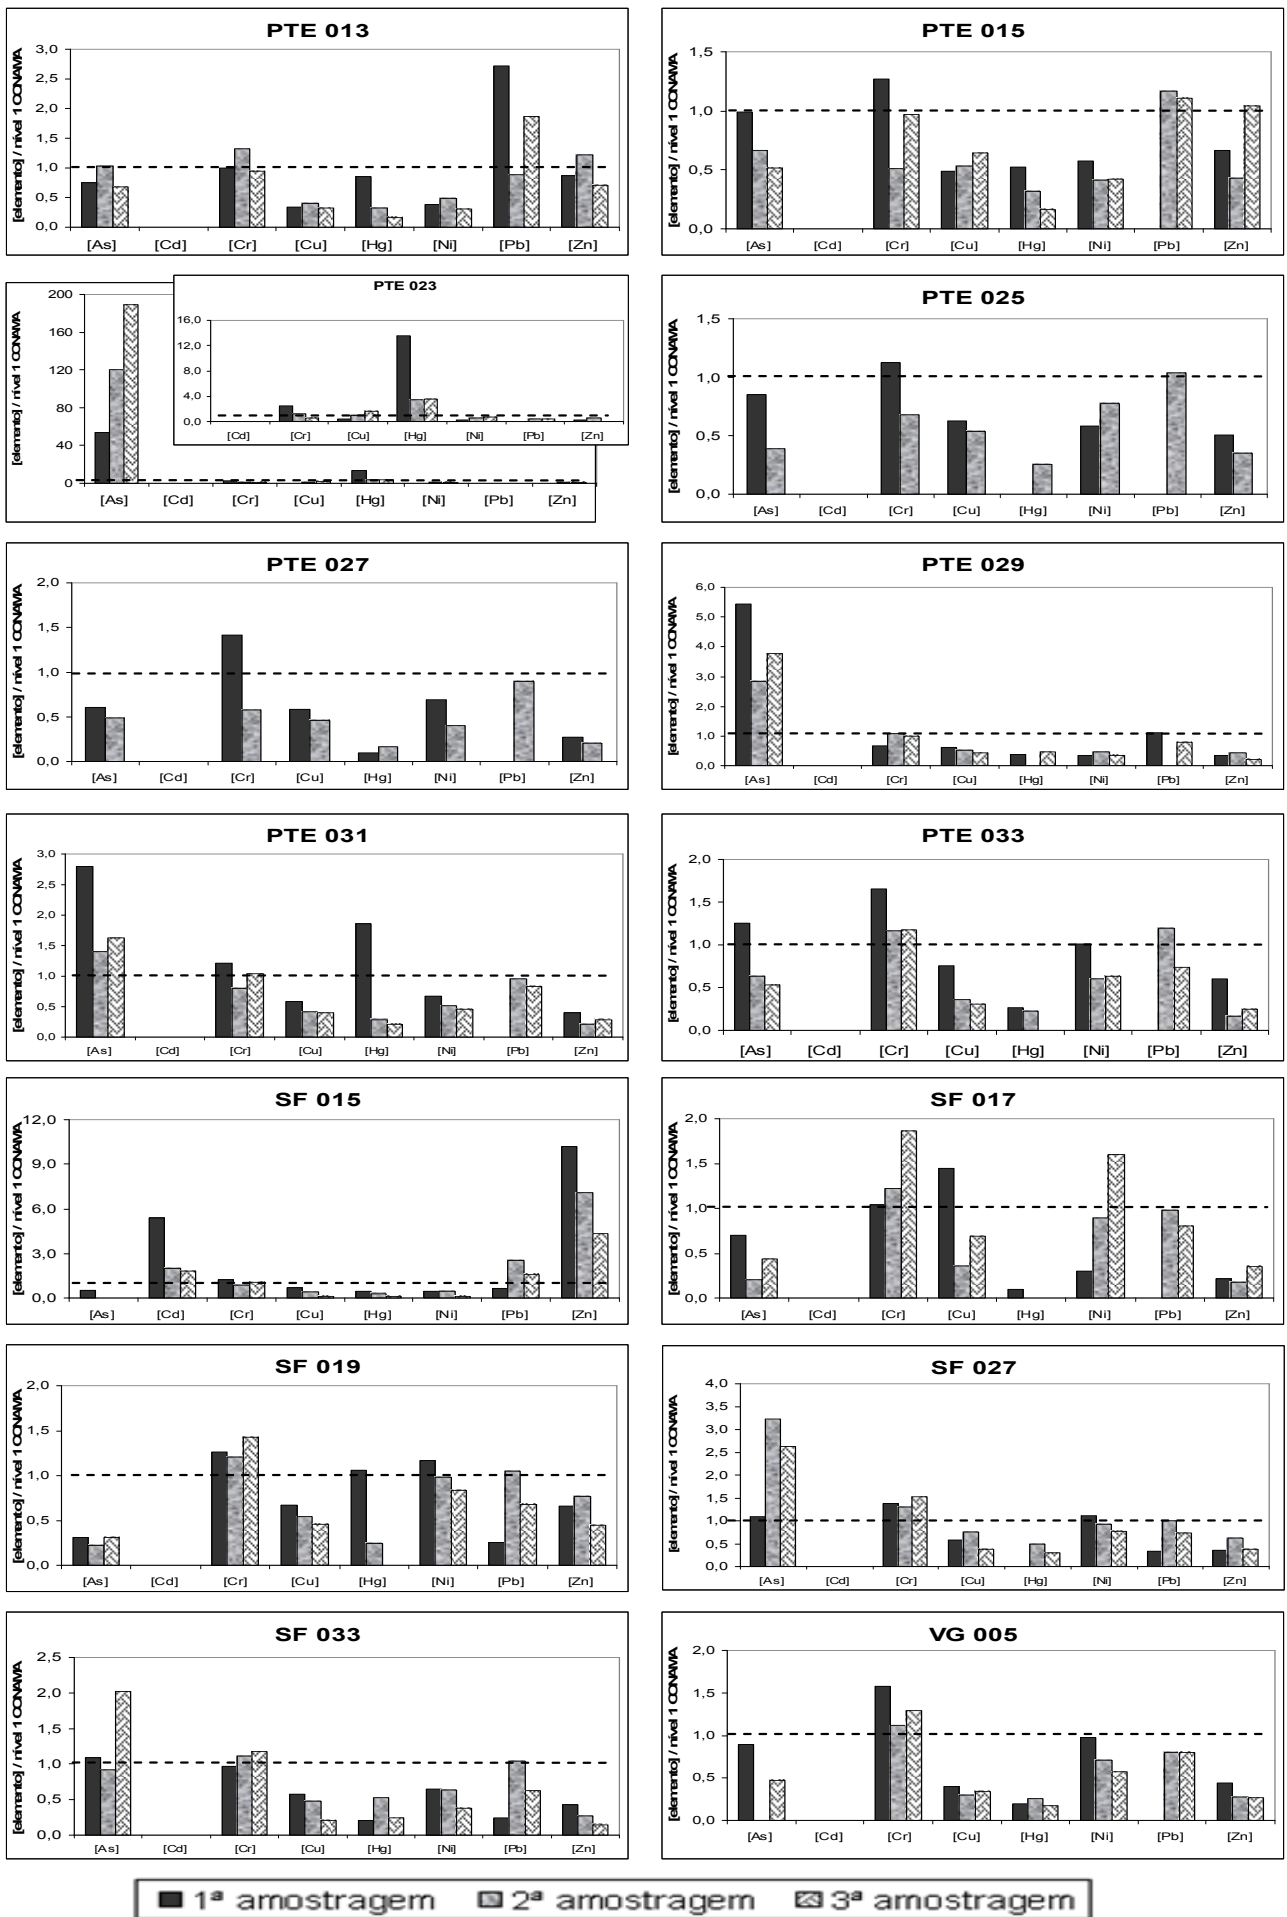 PTE 013
[elemento] / nível 1 CONAMA
3,0
2,5
2,0
1,5
1,0
0,5
0,0
[As] [Cd] [Cr] [Cu] [Hg] [Ni] [Pb] [Zn]
PTE 015
[elemento] / nível 1 CONAMA
1,5
1,0
0,5
0,0
[As] [Cd] [Cr] [Cu] [Hg] [Ni] [Pb] [Zn]
[elemento] / nível 1 CONAMA
200
160
120
80
40
0
[As] [Cd] [Cr] [Cu] [Hg] [Ni] [Pb] [Zn]
PTE 023
16,0
12,0
8,0
4,0
0,0
[Cd] [Cr] [Cu] [Hg] [Ni] [Pb] [Zn]
PTE 025
[elemento] / nível 1 CONAMA
1,5
1,0
0,5
0,0
[As] [Cd] [Cr] [Cu] [Hg] [Ni] [Pb] [Zn]
PTE 027
[elemento] / nível 1 CONAMA
2,0
1,5
1,0
0,5
0,0
[As] [Cd] [Cr] [Cu] [Hg] [Ni] [Pb] [Zn]
PTE 029
[elemento] / nível 1 CONAMA
6,0
5,0
4,0
3,0
2,0
1,0
0,0
[As] [Cd] [Cr] [Cu] [Hg] [Ni] [Pb] [Zn]
PTE 031
[elemento] / nível 1 CONAMA
3,0
2,5
2,0
1,5
1,0
0,5
0,0
[As] [Cd] [Cr] [Cu] [Hg] [Ni] [Pb] [Zn]
PTE 033
[elemento] / nível 1 CONAMA
2,0
1,5
1,0
0,5
0,0
[As] [Cd] [Cr] [Cu] [Hg] [Ni] [Pb] [Zn]
SF 015
[elemento] / nível 1 CONAMA
12,0
9,0
6,0
3,0
0,0
[As] [Cd] [Cr] [Cu] [Hg] [Ni] [Pb] [Zn]
SF 017
[elemento] / nível 1 CONAMA
2,0
1,5
1,0
0,5
0,0
[As] [Cd] [Cr] [Cu] [Hg] [Ni] [Pb] [Zn]
SF 019
[elemento] / nível 1 CONAMA
2,0
1,5
1,0
0,5
0,0
[As] [Cd] [Cr] [Cu] [Hg] [Ni] [Pb] [Zn]
SF 027
[elemento] / nível 1 CONAMA
4,0
3,5
3,0
2,5
2,0
1,5
1,0
0,5
0,0
[As] [Cd] [Cr] [Cu] [Hg] [Ni] [Pb] [Zn]
SF 033
[elemento] / nível 1 CONAMA
2,5
2,0
1,5
1,0
0,5
0,0
[As] [Cd] [Cr] [Cu] [Hg] [Ni] [Pb] [Zn]
VG 005
[elemento] / nível 1 CONAMA
2,0
1,5
1,0
0,5
0,0
[As] [Cd] [Cr] [Cu] [Hg] [Ni] [Pb] [Zn]
1ª amostragem 2ª amostragem 3ª amostragem